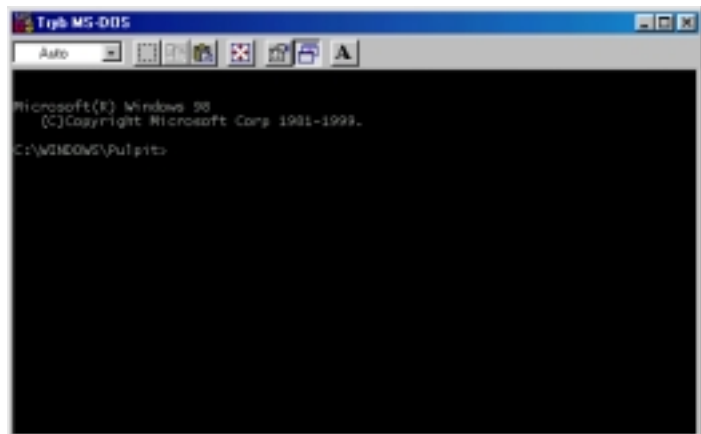 Tryb MS-DOS
Auto
A
Microsoft(R) Windows 98
(C)Copyright Microsoft Corp 1981-1999.
C:\WINDOWS\Pulpit>